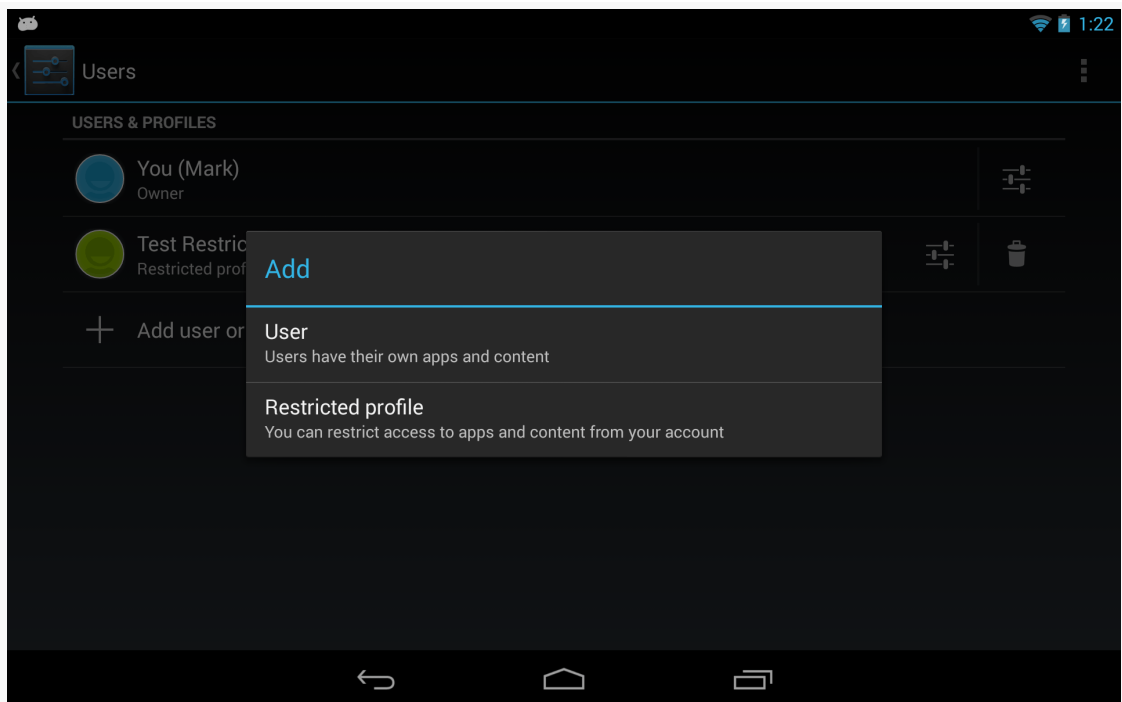 1:22
Users
USERS & PROFILES
You (Mark)
Owner
Test Restric
Restricted prof
Add user or
Add
User
Users have their own apps and content
Restricted profile
You can restrict access to apps and content from your account